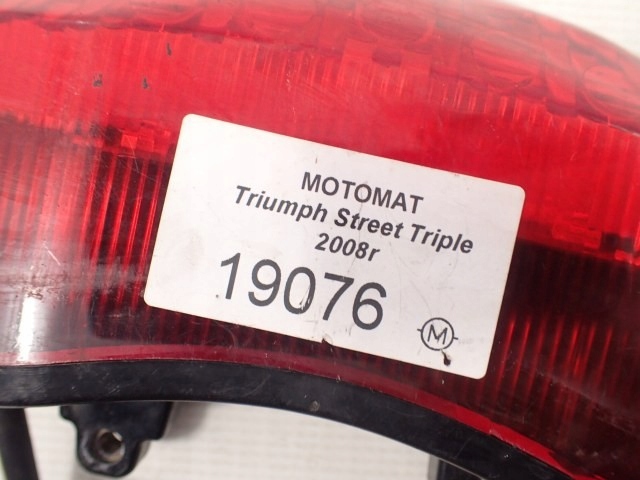 MOTOMAT
Triumph Street Triple
2008r
19076
M